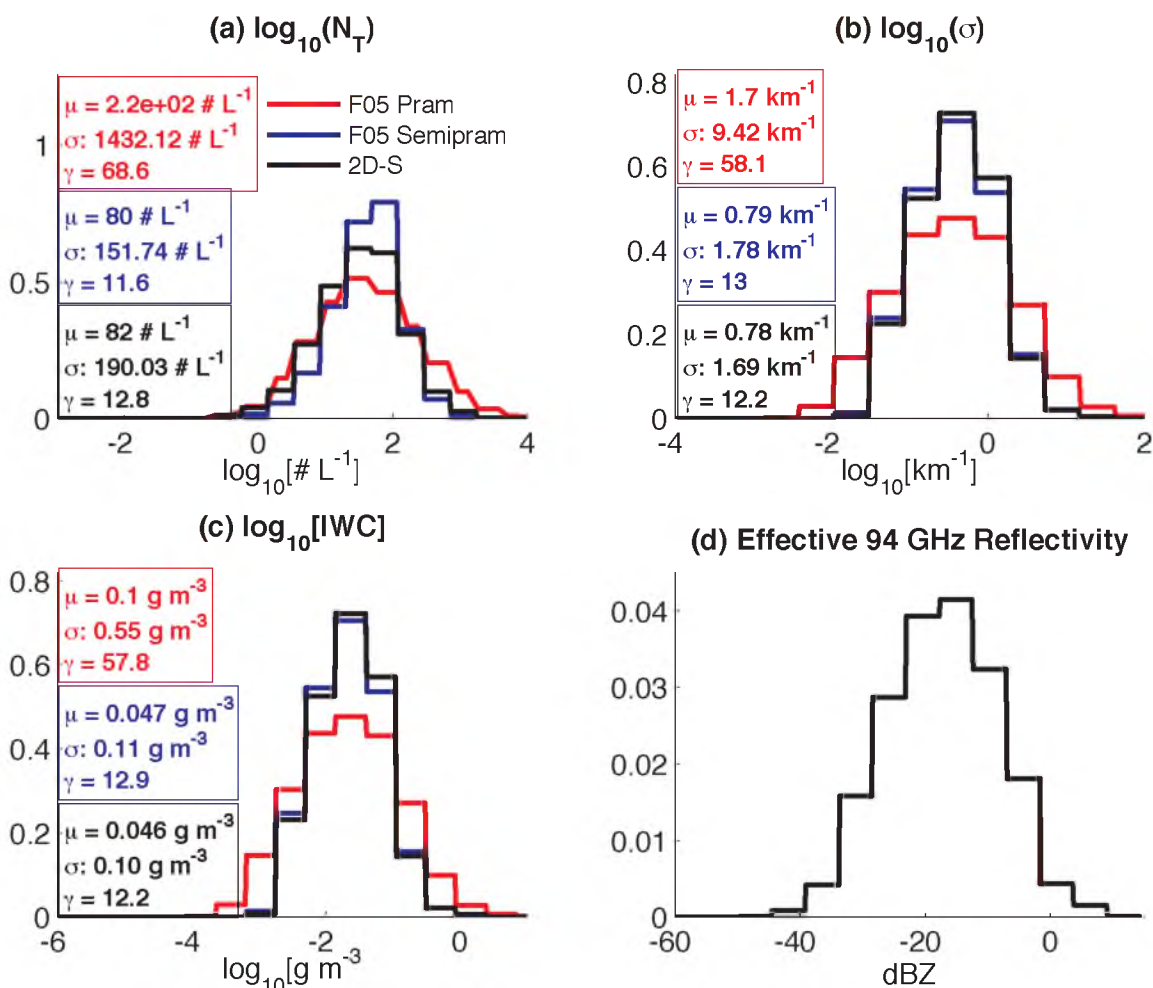 (a) log10(NT)
μ = 2.2e+02 # L-1
σ: 1432.12 # L-1
γ = 68.6
μ = 80 # L-1
σ: 151.74 # L-1
γ = 11.6
μ = 82 # L-1
σ: 190.03 # L-1
γ = 12.8
F05 Pram
F05 Semipram
2D-S
1
0.5
0
-2 0 2 4
log10[# L-1]
(b) log10(σ)
μ = 1.7 km-1
σ: 9.42 km-1
γ = 58.1
μ = 0.79 km-1
σ: 1.78 km-1
γ = 13
μ = 0.78 km-1
σ: 1.69 km-1
γ = 12.2
0.8
0.6
0.4
0.2
0
-4 -2 0 2
log10[km-1]
(c) log10[IWC]
μ = 0.1 g m-3
σ: 0.55 g m-3
γ = 57.8
μ = 0.047 g m-3
σ: 0.11 g m-3
γ = 12.9
μ = 0.046 g m-3
σ: 0.10 g m-3
γ = 12.2
0.8
0.6
0.4
0.2
0
-6 -4 -2 0
log10[g m-3
(d) Effective 94 GHz Reflectivity
0.04
0.03
0.02
0.01
0
-60 -40 -20 0
dBZ